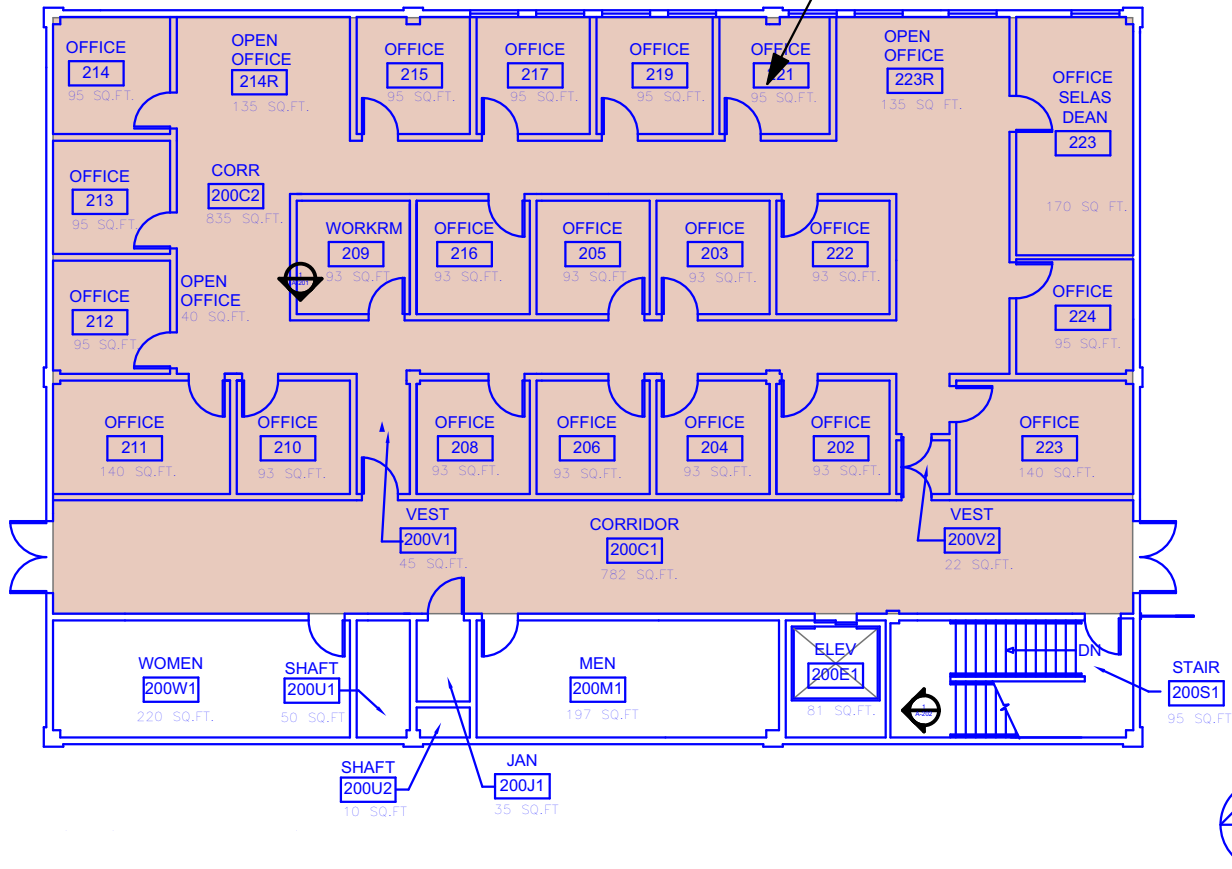 OFFICE
214
95 SQ.FT.
OPEN
OFFICE
214R
135 SQ.FT.
OFFICE
215
95 SQ.FT.
OFFICE
217
95 SQ.FT.
OFFICE
219
95 SQ.FT.
OFFICE
95 SQ.FT.
OPEN
OFFICE
223R
135 SQ FT.
OFFICE
SELAS
DEAN
223
170 SQ FT.
OFFICE
213
95 SQ.FT.
CORR
200C2
835 SQ.FT.
WORKRM
209
93 SQ.FT.
OFFICE
216
93 SQ.FT.
OFFICE
205
93 SQ.FT.
OFFICE
203
93 SQ.FT.
OFFICE
222
93 SQ.FT.
OFFICE
212
95 SQ.FT
OPEN
OFFICE
40 SQ.FT.
OFFICE
224
95 SQ.FT.
OFFICE
211
140 SQ.FT.
OFFICE
210
93 SQ.FT.
OFFICE
208
93 SQ.FT.
OFFICE
206
93 SQ.FT.
OFFICE
204
93 SQ.FT.
OFFICE
202
93 SQ.FT.
OFFICE
223
140 SQ.FT.
VEST
200V1
45 SQ.FT.
CORRIDOR
200C1
782 SQ.FT.
VEST
200V2
22 SQ.FT.
WOMEN
200W1
220 SQ.FT.
SHAFT
200U1
50 SQ.FT.
MEN
200M1
197 SQ.FT
ELEV
200E1
81 SQ.FT.
DN
STAIR
200S1
95 SQ.FT
SHAFT
200U2
10 SQ.FT
JAN
200J1
35 SQ.FT